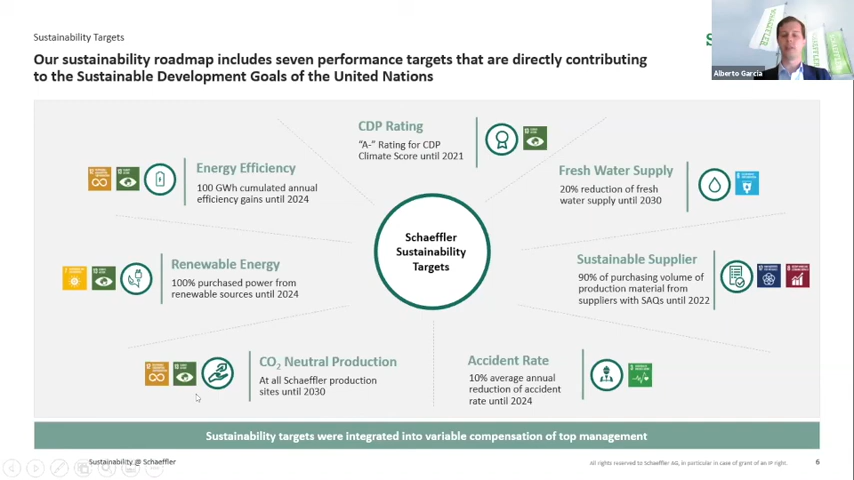 Sustainability Targets
Our sustainability roadmap includes seven performance targets that are directly contributing
to the Sustainable Development Goals of the United Nations
Alberto Garcia
CDP Rating
"A-" Rating for CDP
Climate Score until 2021
Energy Efficiency
100 GWh cumulated annual
efficiency gains until 2024
Fresh Water Supply
20% reduction of fresh
water supply until 2030
Schaeffler
Sustainability
Targets
Renewable Energy
100% purchased power from
renewable sources until 2024
Sustainable Supplier
90% of purchasing volume of
production material from
suppliers with SAQs until 2022
CO2 Neutral Production
At all Schaeffler production
sites until 2030
Accident Rate
10% average annual
reduction of accident
rate until 2024
Sustainability targets were integrated into variable compensation of top management
Sustainability @ Schaeffler
All rights reserved to Schaeffler AG, in particular in case of grant of an IP right.
6